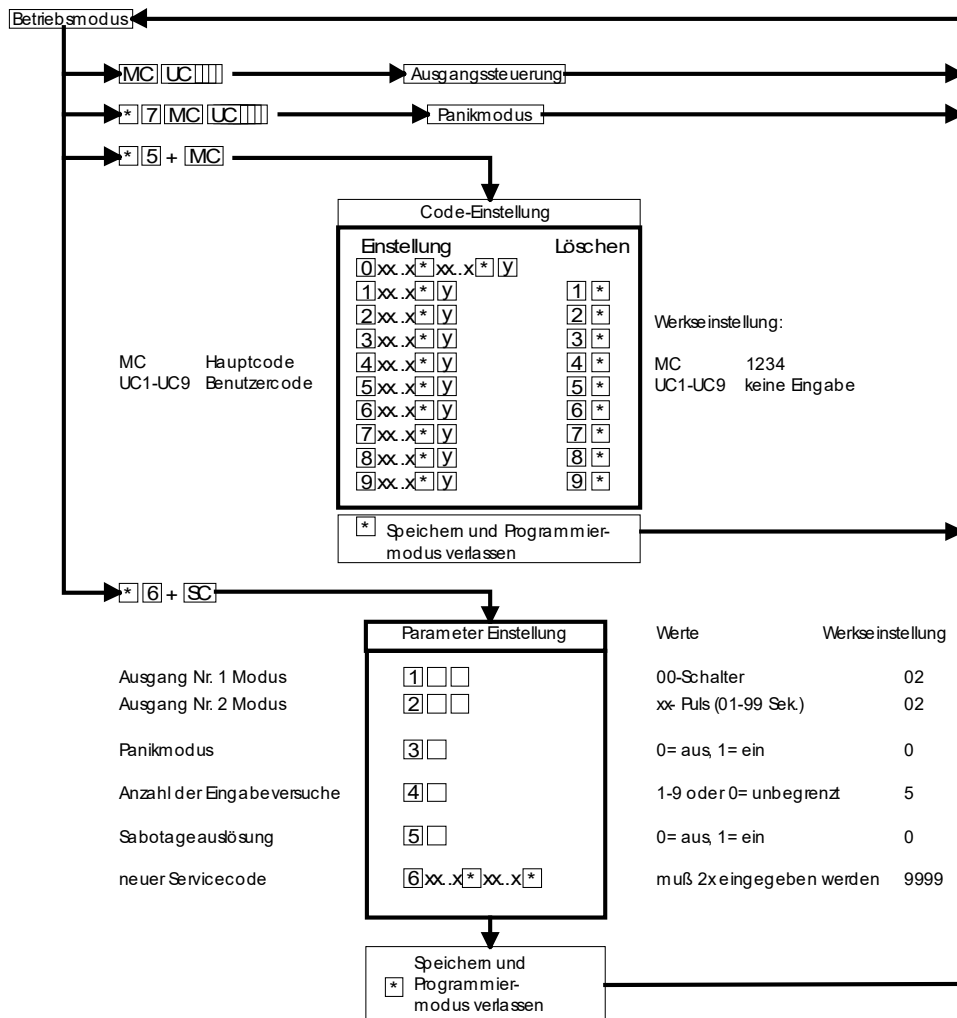 Betriebsmodus
MC UC Ausgangssteuerung
* 7 MC UC Panikmodus
* 5 + MC
Code-Einstellung
Einstellung Löschen
0 xx..x * xx..x * y
1 xx..x * y 1 *
2 xx..x * y 2 *
3 xx..x * y 3 *
4 xx..x * y 4 *
5 xx..x * y 5 *
6 xx..x * y 6 *
7 xx..x * y 7 *
8 xx..x * y 8 *
9 xx..x * y 9 *
MC Hauptcode
UC1-UC9 Benutzercode
Werkseinstellung:
MC 1234
UC1-UC9 keine Eingabe
* Speichern und Programmier-
modus verlassen
* 6 + SC
Parameter Einstellung Werte Werkseinstellung
Ausgang Nr. 1 Modus 1 00-Schalter 02
Ausgang Nr. 2 Modus 2 xx- Puls (01-99 Sek.) 02
Panikmodus 3 0= aus, 1= ein 0
Anzahl der Eingabeversuche 4 1-9 oder 0= unbegrenzt 5
Sabotageauslösung 5 0= aus, 1= ein 0
neuer Servicecode 6 xx..x * xx..x * muß 2x eingegeben werden 9999
Speichern und
* Programmier-
modus verlassen